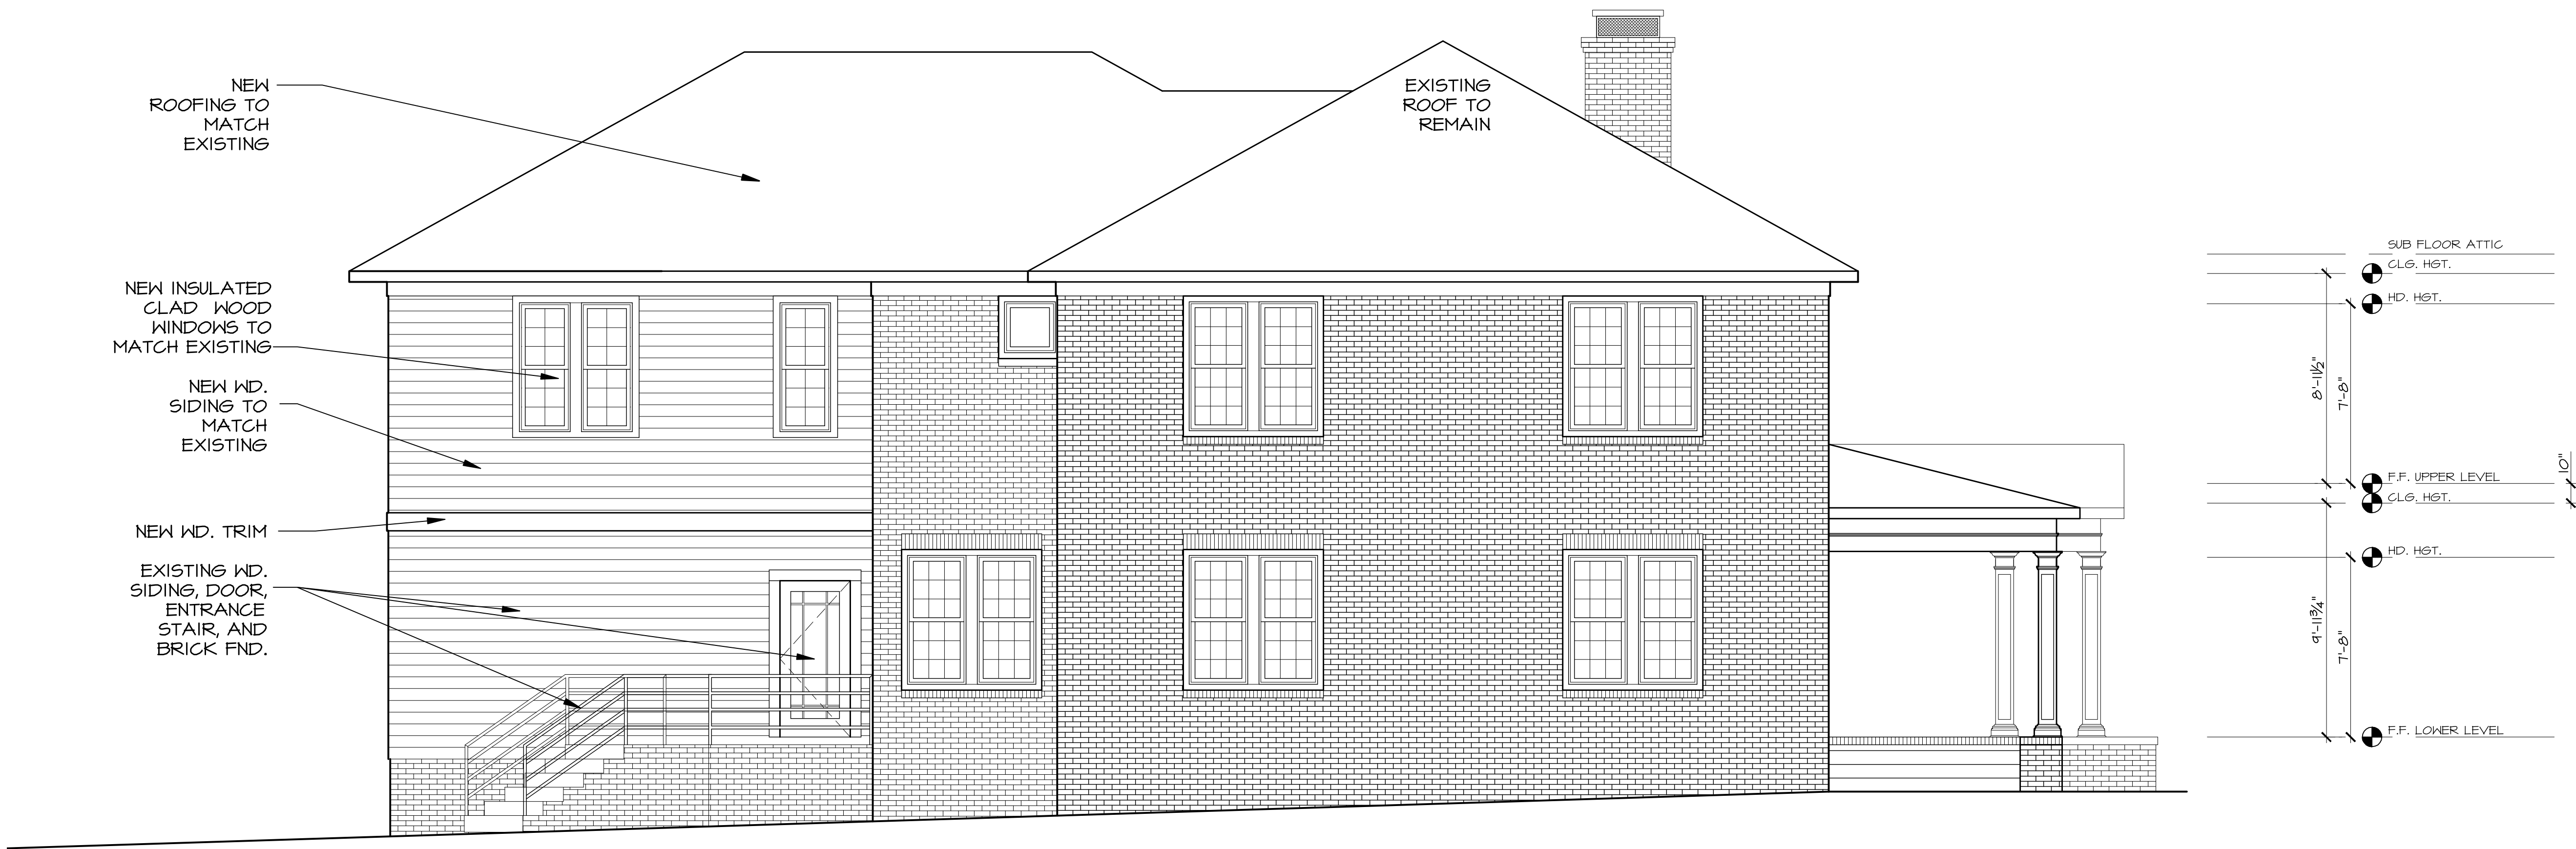 NEW
ROOFING TO
MATCH
EXISTING
EXISTING
ROOF TO
REMAIN
NEW INSULATED
CLAD WOOD
WINDOWS TO
MATCH EXISTING
NEW WD.
SIDING TO
MATCH
EXISTING
NEW WD. TRIM
EXISTING WD.
SIDING, DOOR,
ENTRANCE
STAIR, AND
BRICK FND.
SUB FLOOR ATTIC
CLG. HGT.
HD. HGT.
8'-11½"
7'-8"
F.F. UPPER LEVEL
10"
CLG. HGT.
HD. HGT.
9'-11¾"
7'-8"
F.F. LOWER LEVEL